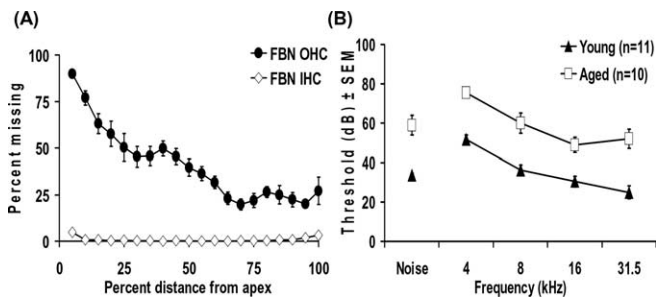 (A)
FBN OHC
FBN IHC
Percent missing
100
75
50
25
0
0 25 50 75 100
Percent distance from apex
(B)
Young (n=11)
Aged (n=10)
Threshold (dB) ± SEM
100
80
60
40
20
0
Noise 4 8 16 31.5
Frequency (kHz)